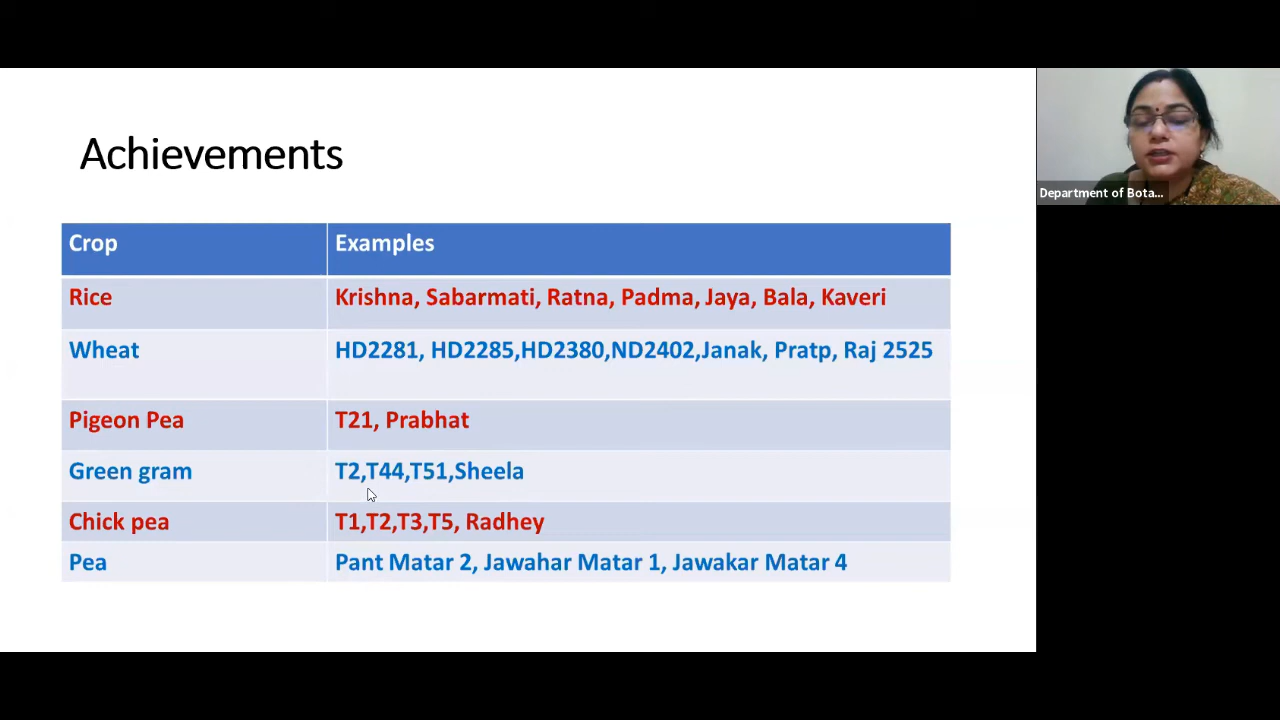 Achievements
Department of Bota...
Crop Examples
Rice Krishna, Sabarmati, Ratna, Padma, Jaya, Bala, Kaveri
Wheat HD2281, HD2285,HD2380,ND2402,Janak, Pratp, Raj 2525
Pigeon Pea T21, Prabhat
Green gram T2,T44,T51,Sheela
Chick pea T1,T2,T3,T5, Radhey
Pea Pant Matar 2, Jawahar Matar 1, Jawakar Matar 4